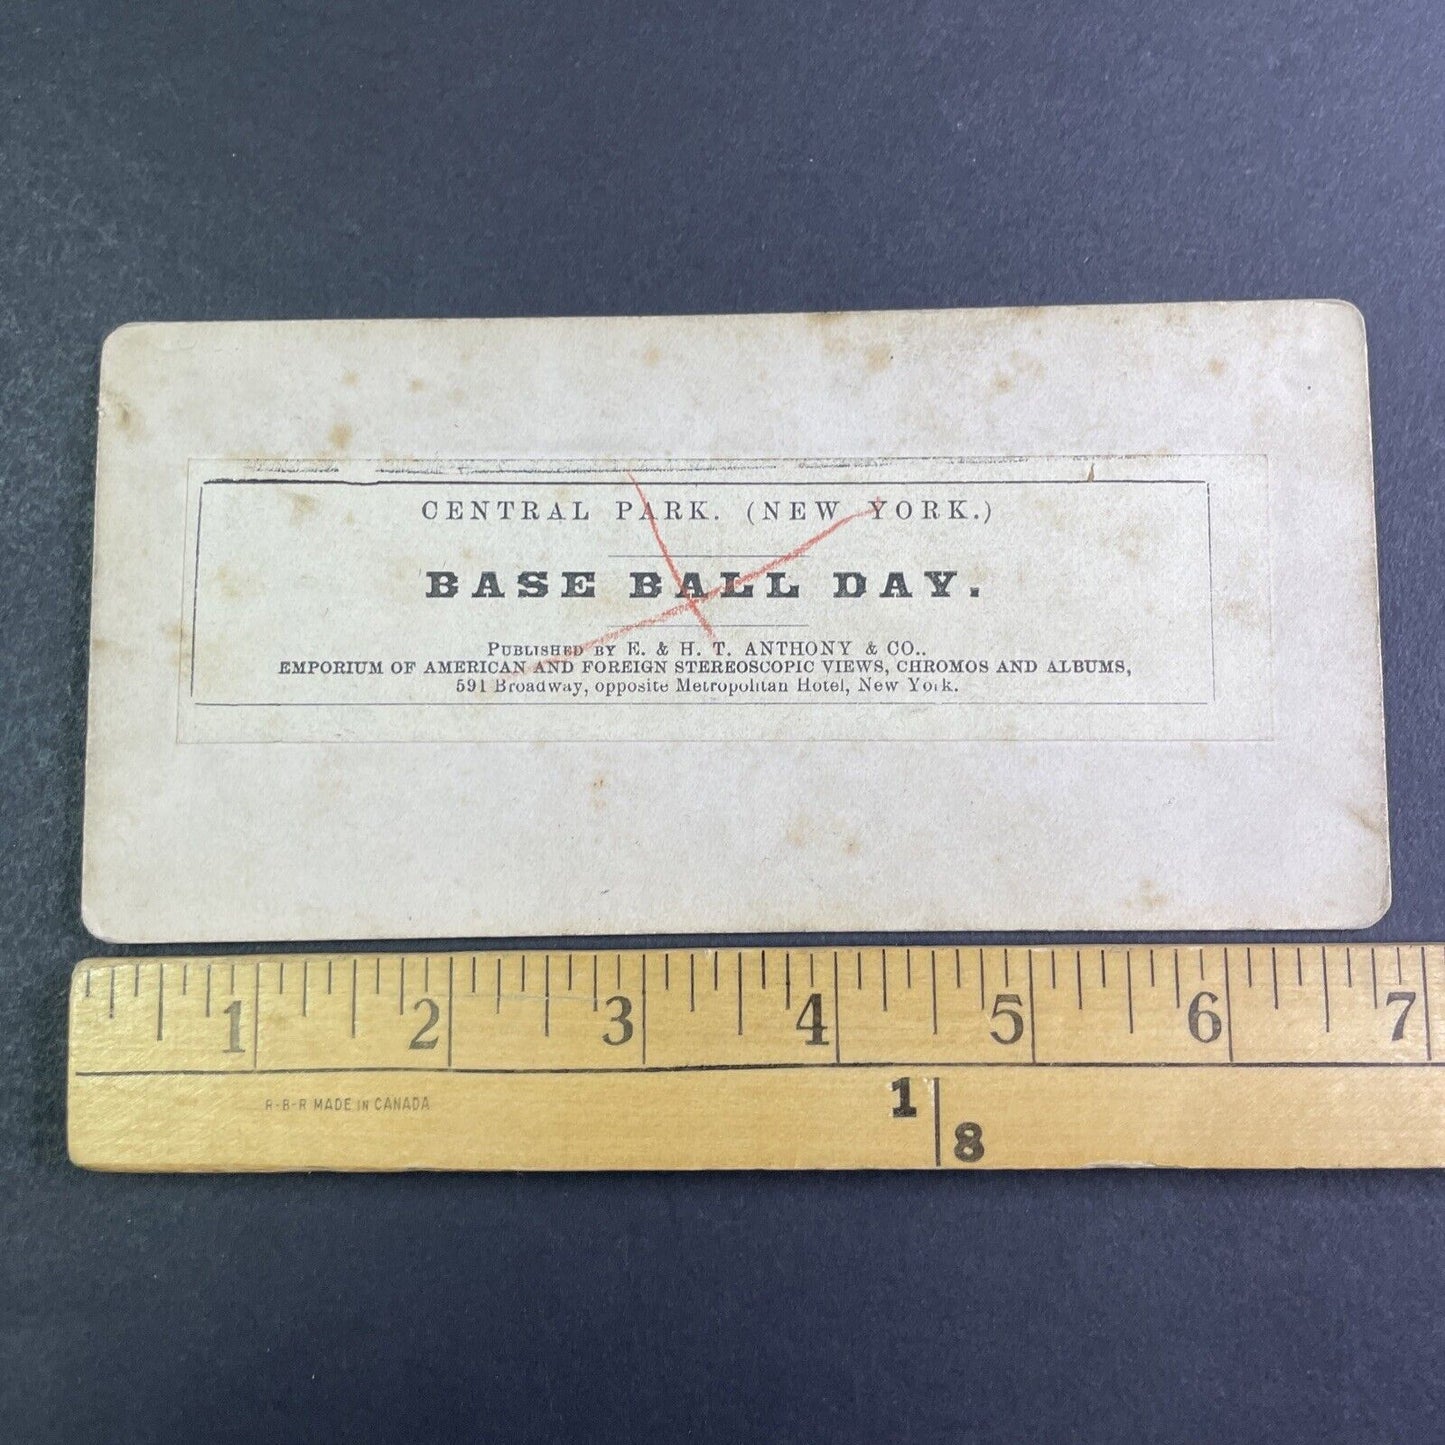 CENTRAL PARK. (NEW YORK.)
BASE BALL DAY.
PUBLISHED BY E. & H. T. ANTHONY & CO..
EMPORIUM OF AMERICAN AND FOREIGN STEREOSCOPIC VIEWS, CHROMOS AND ALBUMS,
591 Broadway, opposite Metropolitan Hotel, New York.
1 2 3 4 5 6 7
R-B-R MADE IN CANADA
1 8